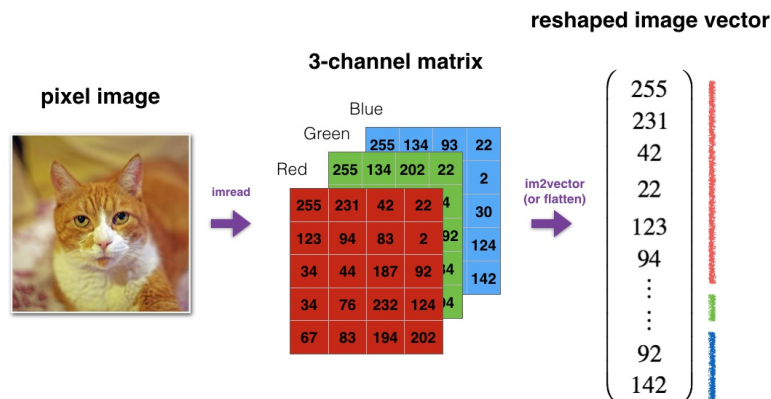 reshaped image vector
3-channel matrix
pixel image
Blue
Green
Red
imread
255 134 93 22
2
30
124
142
255 134 202 22
4
92
34
94
255 231 42 22
123 94 83 2
34 44 187 92
34 76 232 124
67 83 194 202
im2vector
(or flatten)
255
231
42
22
123
94
⋮
⋮
92
142